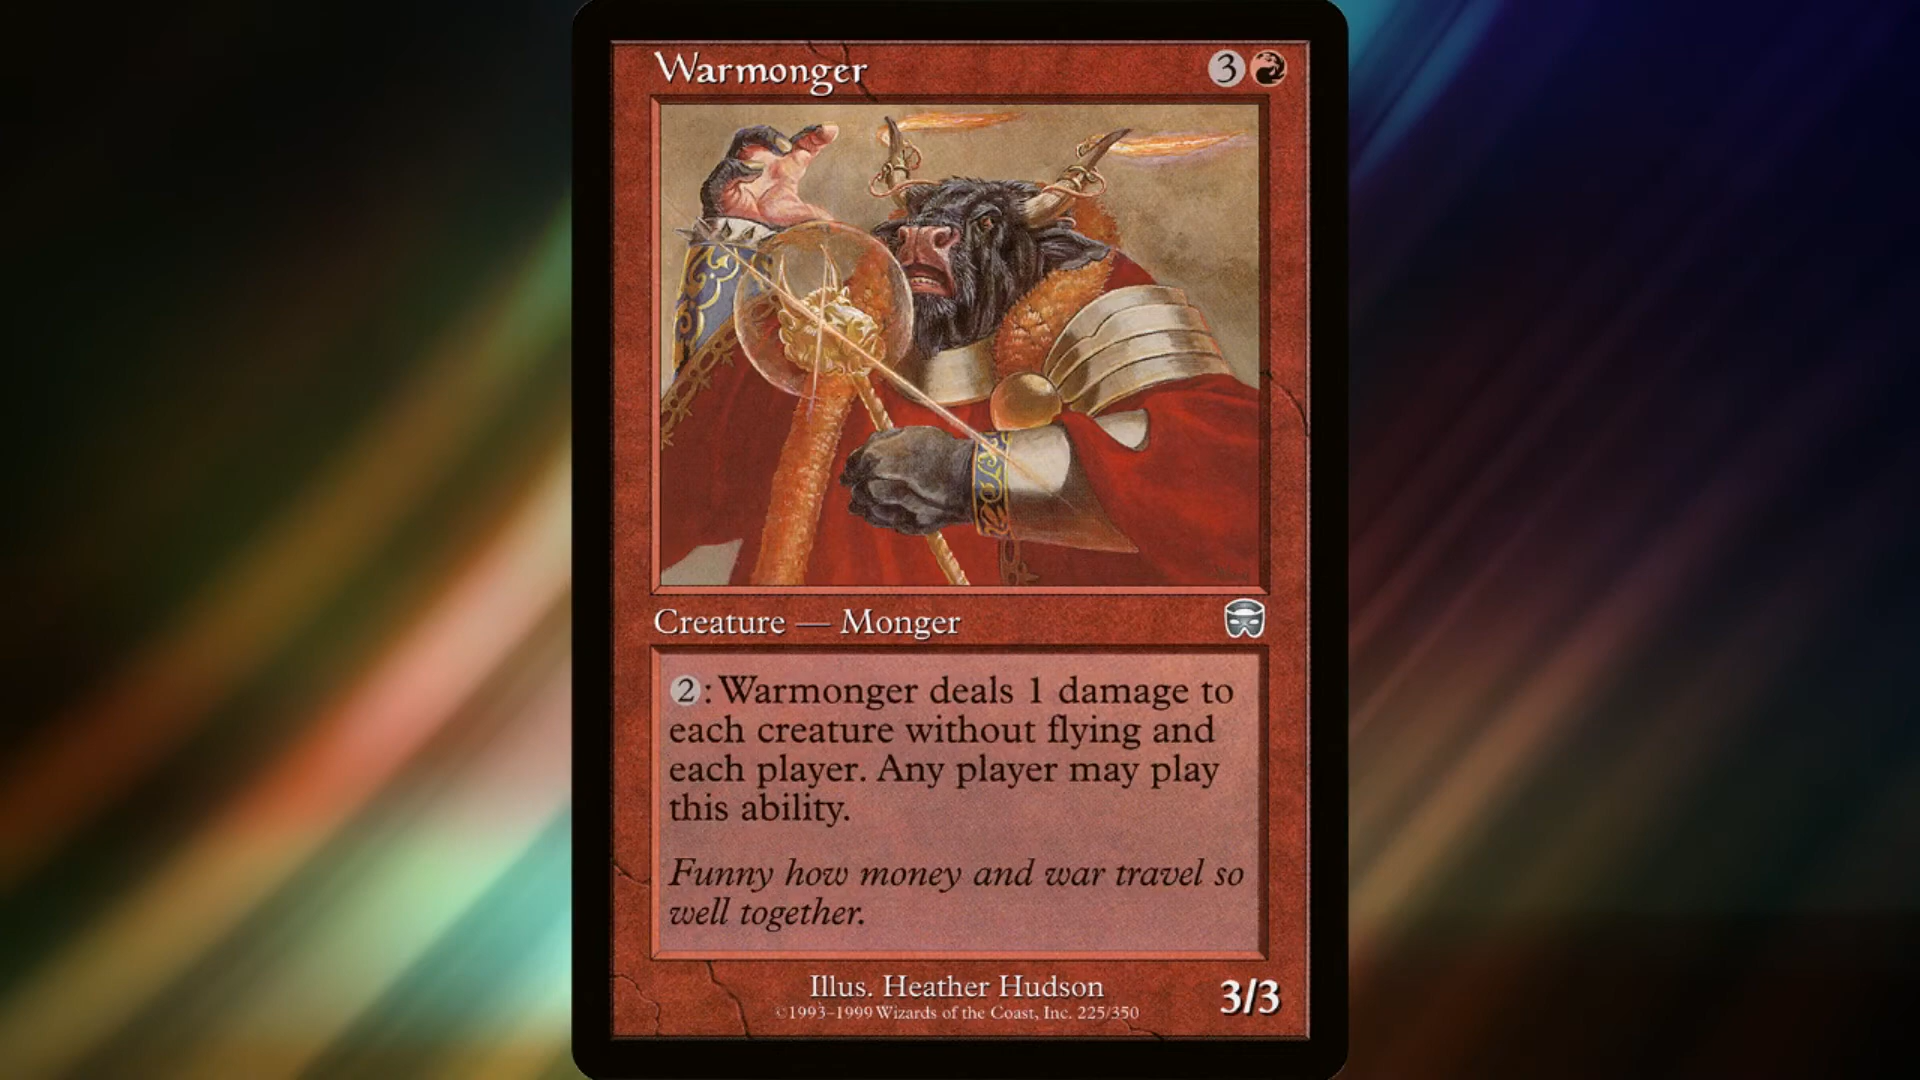 Warmonger 3
Creature — Monger
2: Warmonger deals 1 damage to
each creature without flying and
each player. Any player may play
this ability.
Funny how money and war travel so
well together.
Illus. Heather Hudson
©1993–1999 Wizards of the Coast, Inc. 225/350
3/3